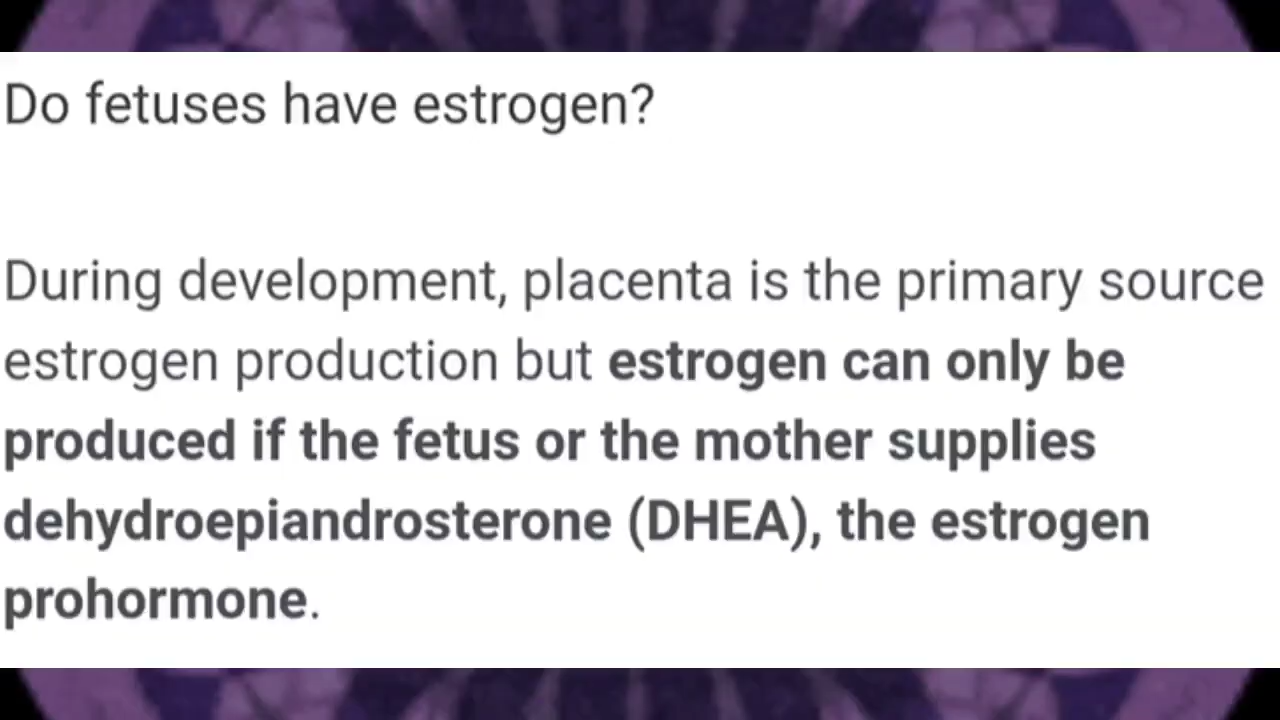 Do fetuses have estrogen?
During development, placenta is the primary source
estrogen production but estrogen can only be
produced if the fetus or the mother supplies
dehydroepiandrosterone (DHEA), the estrogen
prohormone.